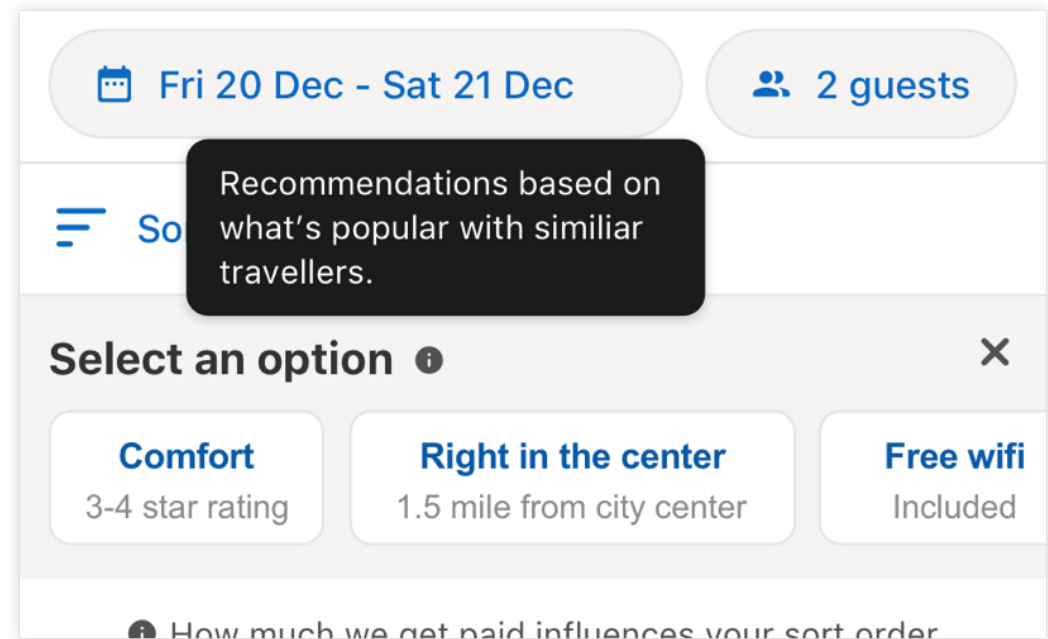 Fri 20 Dec - Sat 21 Dec
2 guests
Recommendations based on
what's popular with similiar
travellers.
Select an option
Comfort
3-4 star rating
Right in the center
1.5 mile from city center
Free wifi
Included
How much we get paid influences your sort order